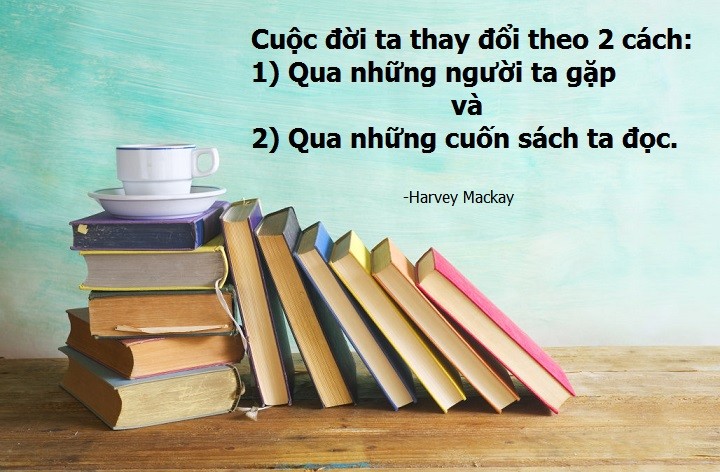 Cuộc đời ta thay đổi theo 2 cách:
1) Qua những người ta gặp
và
2) Qua những cuốn sách ta đọc.
-Harvey Mackay